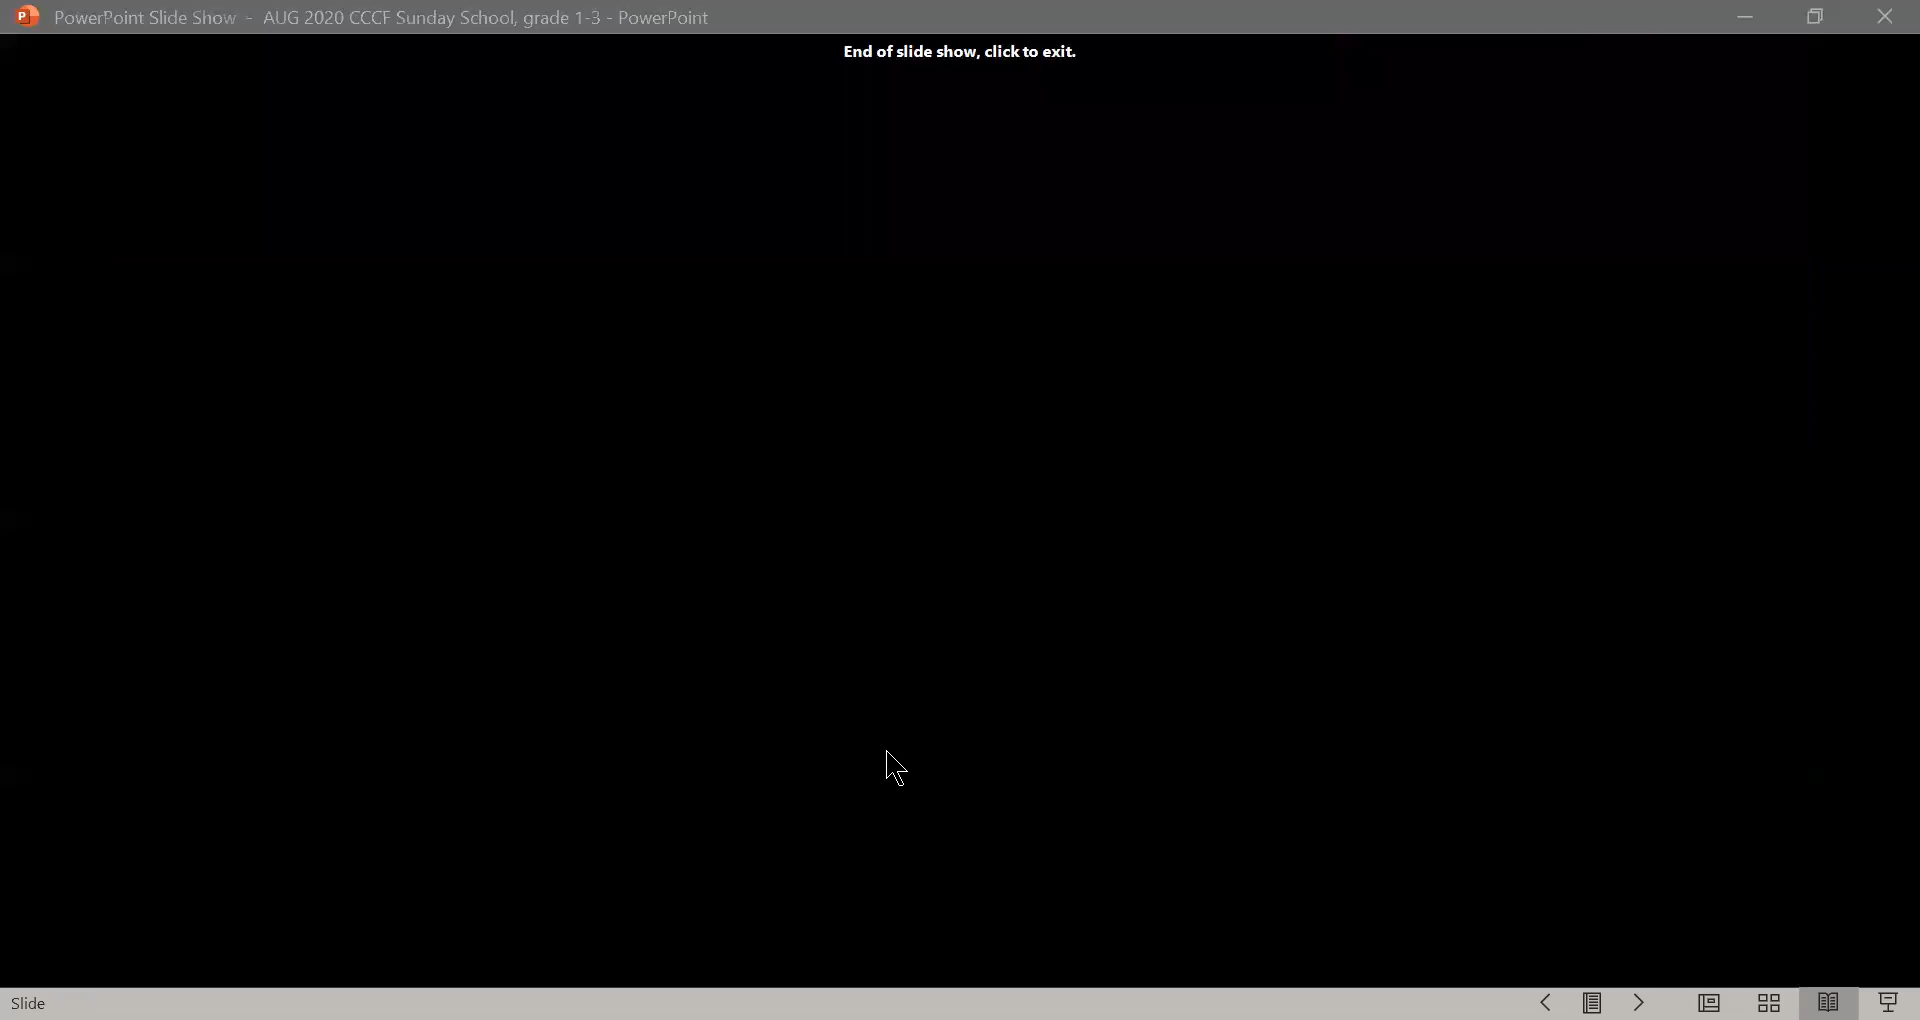 PowerPoint Slide Show - AUG 2020 CCCF Sunday School, grade 1-3 - PowerPoint
End of slide show, click to exit.
Slide